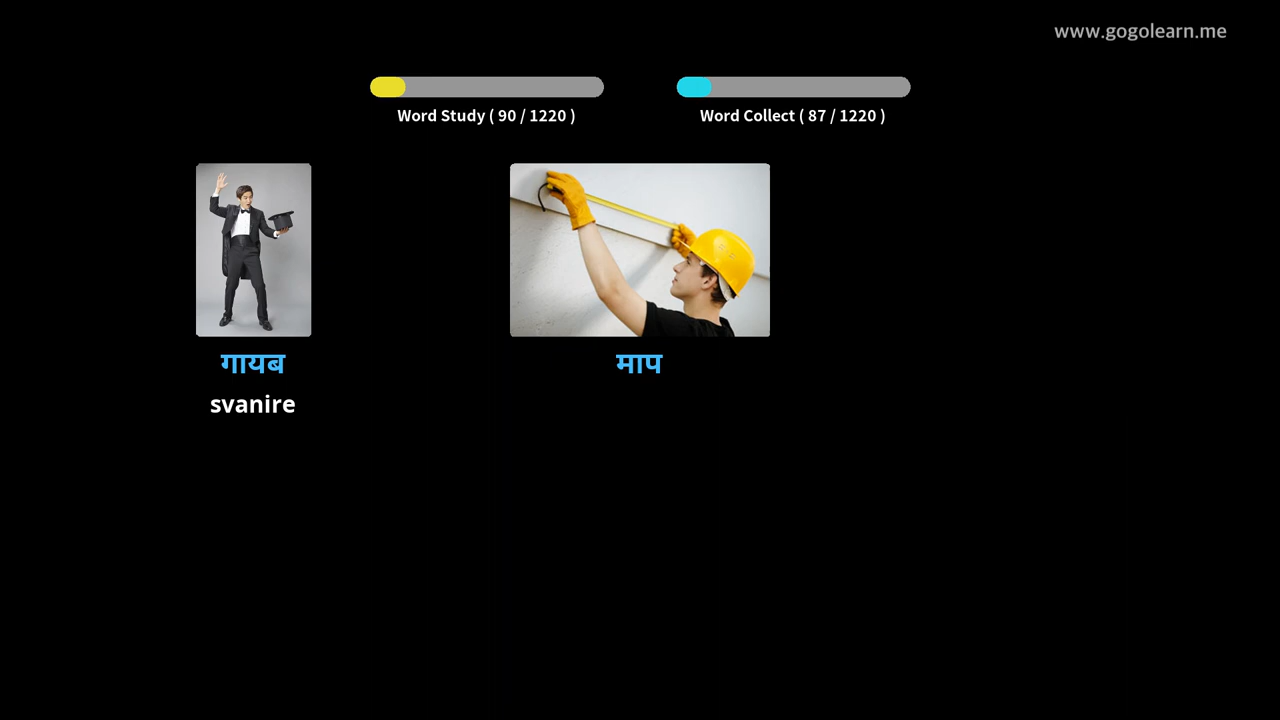 www.gogolearn.me
Word Study ( 90 / 1220 )
Word Collect ( 87 / 1220 )
गायब
माप
svanire